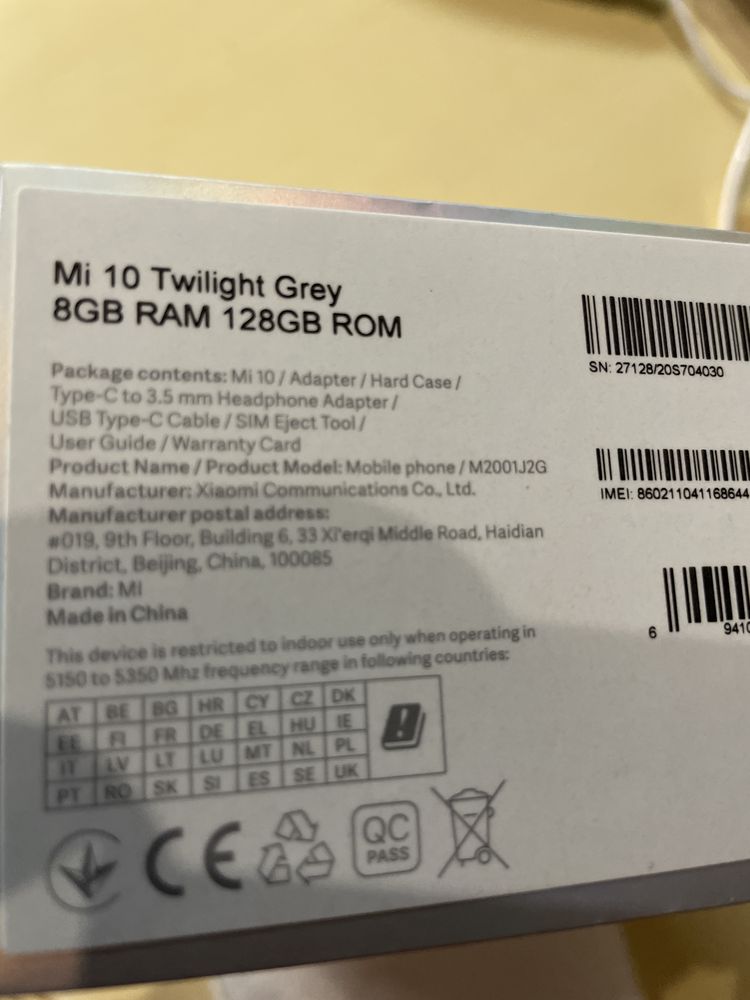 Mi 10 Twilight Grey
8GB RAM 128GB ROM
Package contents: Mi 10 / Adapter / Hard Case /
Type-C to 3.5 mm Headphone Adapter /
USB Type-C Cable / SIM Eject Tool /
User Guide / Warranty Card
Product Name / Product Model: Mobile phone / M2001J2G
Manufacturer: Xiaomi Communications Co., Ltd.
Manufacturer postal address:
#019, 9th Floor, Building 6, 33 Xi'erqi Middle Road, Haidian
District, Beijing, China, 100085
Brand: MI
Made in China
This device is restricted to indoor use only when operating in
5150 to 5350 Mhz frequency range in following countries:
AT BE BG HR CY CZ DK
EE FI FR DE EL HU IE
IT LV LT LU MT NL PL
PT RO SK SI ES SE UK
CE
QC
PASS
SN: 27128/20S704030
IMEI: 860211041168644
6 9410